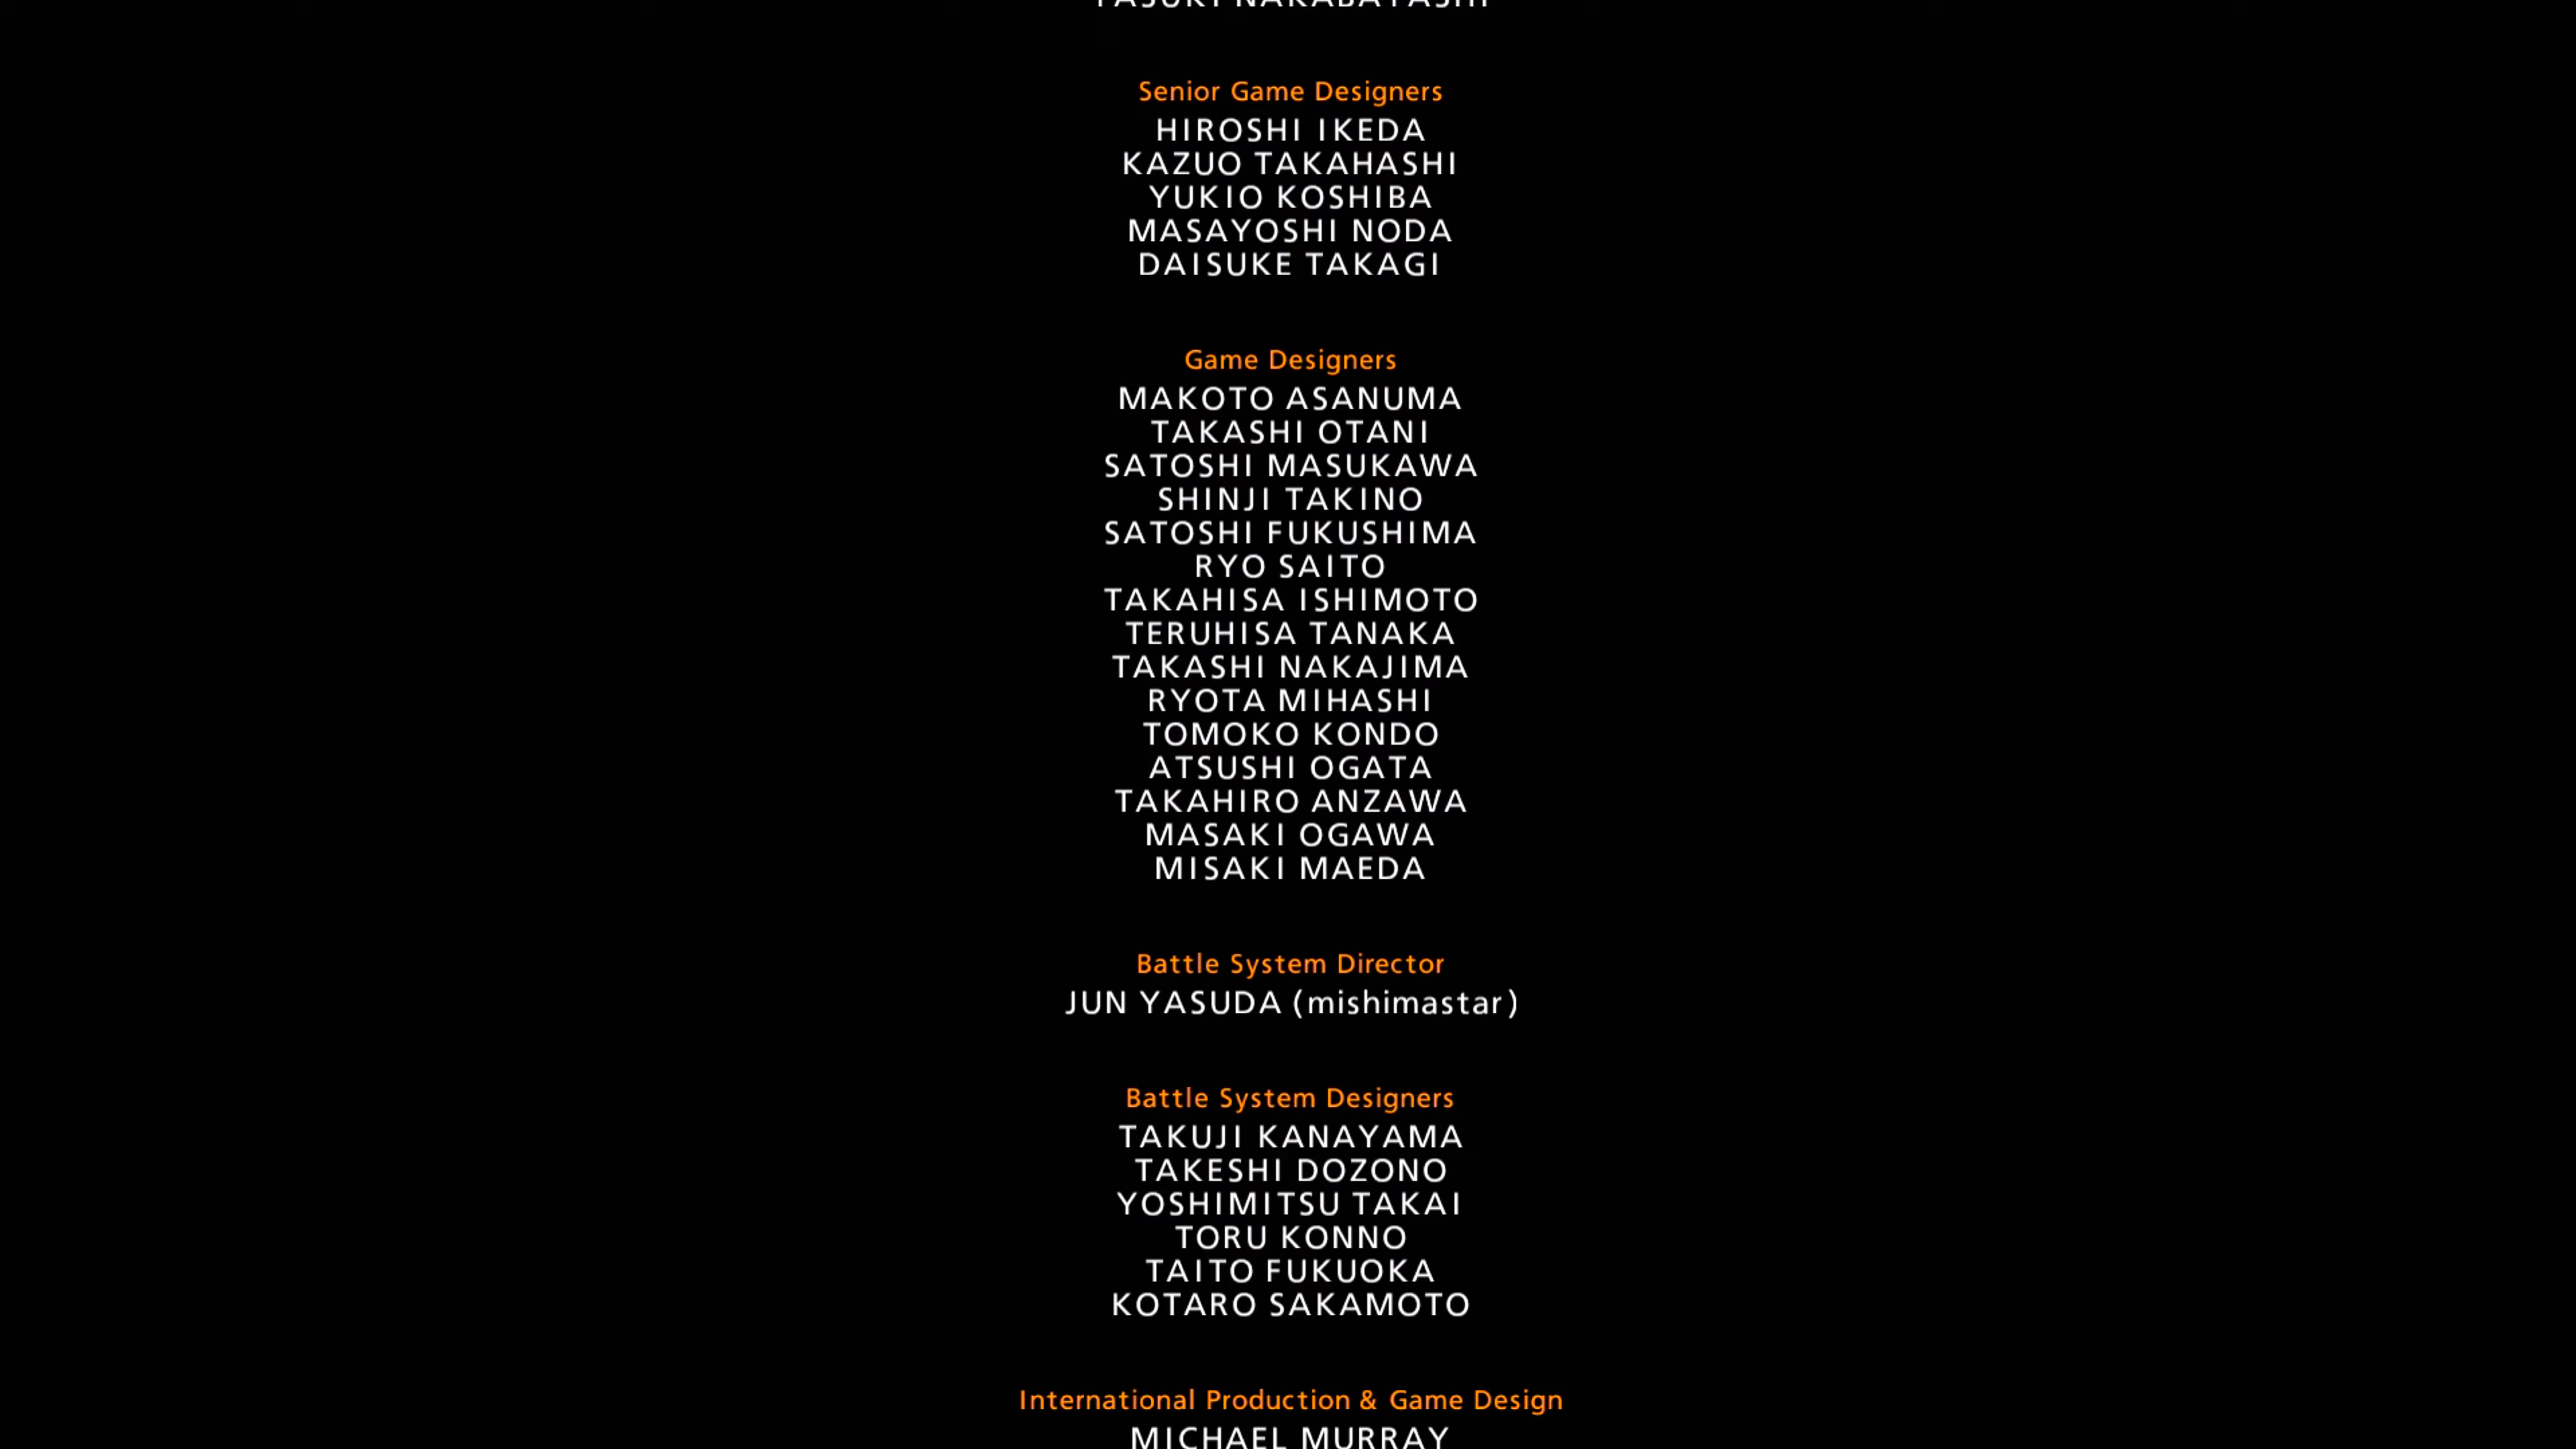 YASUKI NAKABAYASHI
Senior Game Designers
HIROSHI IKEDA
KAZUO TAKAHASHI
YUKIO KOSHIBA
MASAYOSHI NODA
DAISUKE TAKAGI
Game Designers
MAKOTO ASANUMA
TAKASHI OTANI
SATOSHI MASUKAWA
SHINJI TAKINO
SATOSHI FUKUSHIMA
RYO SAITO
TAKAHISA ISHIMOTO
TERUHISA TANAKA
TAKASHI NAKAJIMA
RYOTA MIHASHI
TOMOKO KONDO
ATSUSHI OGATA
TAKAHIRO ANZAWA
MASAKI OGAWA
MISAKI MAEDA
Battle System Director
JUN YASUDA (mishimastar)
Battle System Designers
TAKUJI KANAYAMA
TAKESHI DOZONO
YOSHIMITSU TAKAI
TORU KONNO
TAITO FUKUOKA
KOTARO SAKAMOTO
International Production & Game Design
MICHAEL MURRAY